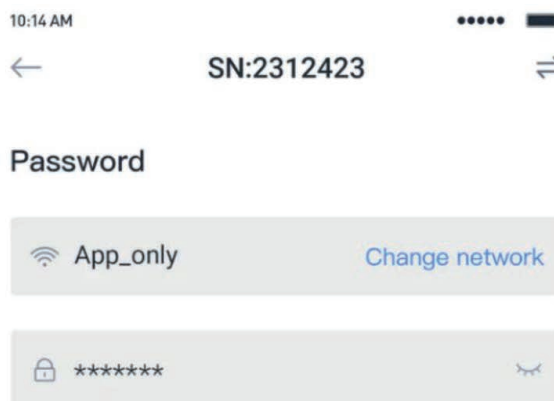 10:14 AM
SN:2312423
Password
App_only Change network
*******